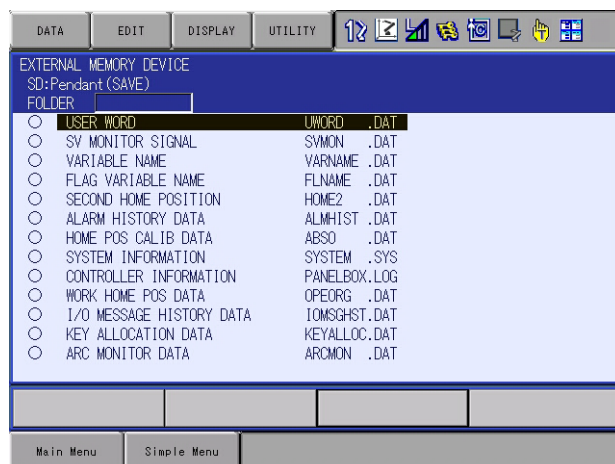 DATA EDIT DISPLAY UTILITY
EXTERNAL MEMORY DEVICE
SD:Pendant(SAVE)
FOLDER
USER WORD UWORD .DAT
SV MONITOR SIGNAL SVMON .DAT
VARIABLE NAME VARNAME .DAT
FLAG VARIABLE NAME FLNAME .DAT
SECOND HOME POSITION HOME2 .DAT
ALARM HISTORY DATA ALMHIST .DAT
HOME POS CALIB DATA ABSO .DAT
SYSTEM INFORMATION SYSTEM .SYS
CONTROLLER INFORMATION PANELBOX.LOG
WORK HOME POS DATA OPEORG .DAT
I/O MESSAGE HISTORY DATA IOMSGHST.DAT
KEY ALLOCATION DATA KEYALLOC.DAT
ARC MONITOR DATA ARCMON .DAT
Main Menu Simple Menu